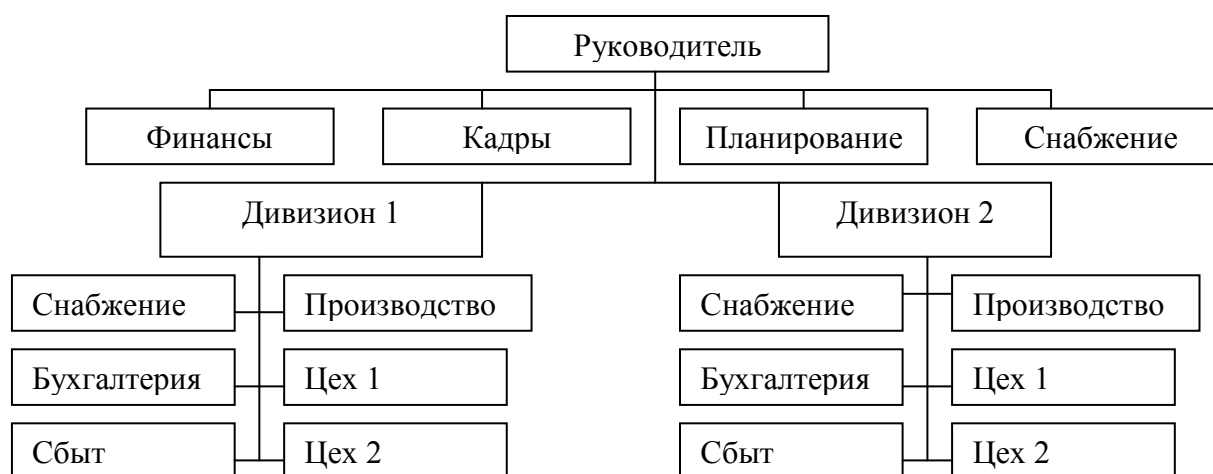 Руководитель
Финансы
Кадры
Планирование
Снабжение
Дивизион 1
Дивизион 2
Снабжение
Производство
Снабжение
Производство
Бухгалтерия
Цех 1
Бухгалтерия
Цех 1
Сбыт
Цех 2
Сбыт
Цех 2